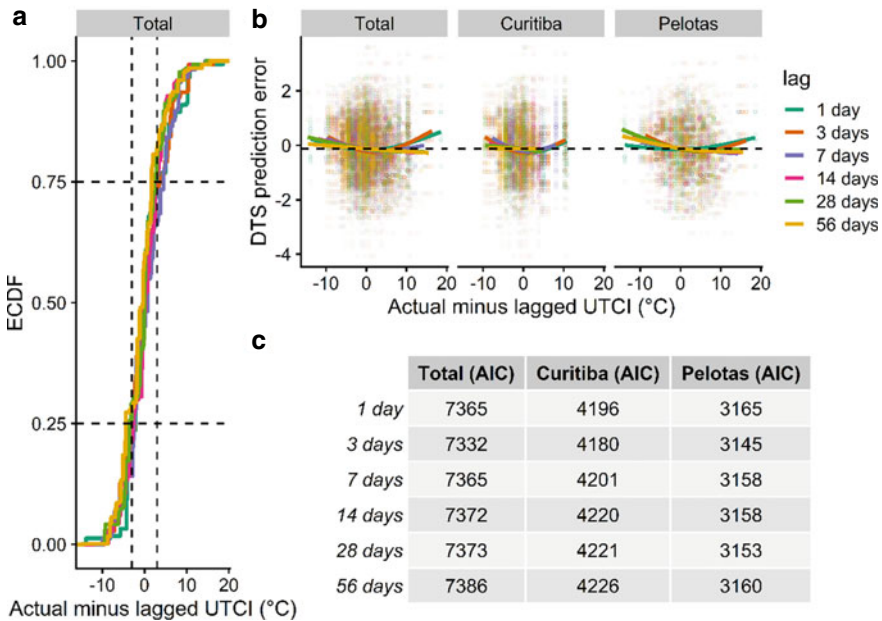 a
Total
1.00
0.75
0.50
0.25
0.00
ECDF
-10 0 10 20
Actual minus lagged UTCI (°C)
b
Total Curitiba Pelotas
2
0
-2
-4
DTS prediction error
-10 0 10 20 -10 0 10 20 -10 0 10 20
Actual minus lagged UTCI (°C)
lag
1 day
3 days
7 days
14 days
28 days
56 days
c
Total (AIC) Curitiba (AIC) Pelotas (AIC)
1 day 7365 4196 3165
3 days 7332 4180 3145
7 days 7365 4201 3158
14 days 7372 4220 3158
28 days 7373 4221 3153
56 days 7386 4226 3160